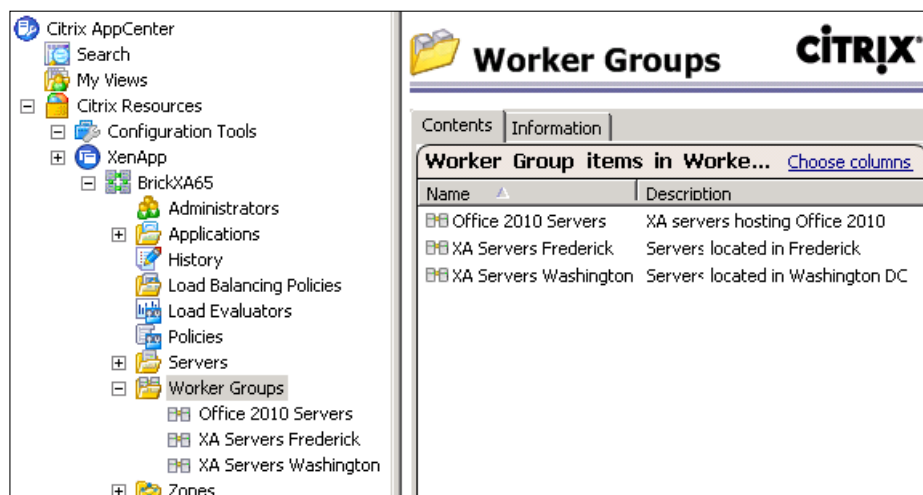 Citrix AppCenter
Search
My Views
Citrix Resources
Configuration Tools
XenApp
BrickXA65
Administrators
Applications
History
Load Balancing Policies
Load Evaluators
Policies
Servers
Worker Groups
Office 2010 Servers
XA Servers Frederick
XA Servers Washington
Zones
Worker Groups
CITRIX
Contents Information
Worker Group items in Worke... Choose columns
Name Description
Office 2010 Servers XA servers hosting Office 2010
XA Servers Frederick Servers located in Frederick
XA Servers Washington Servers located in Washington DC